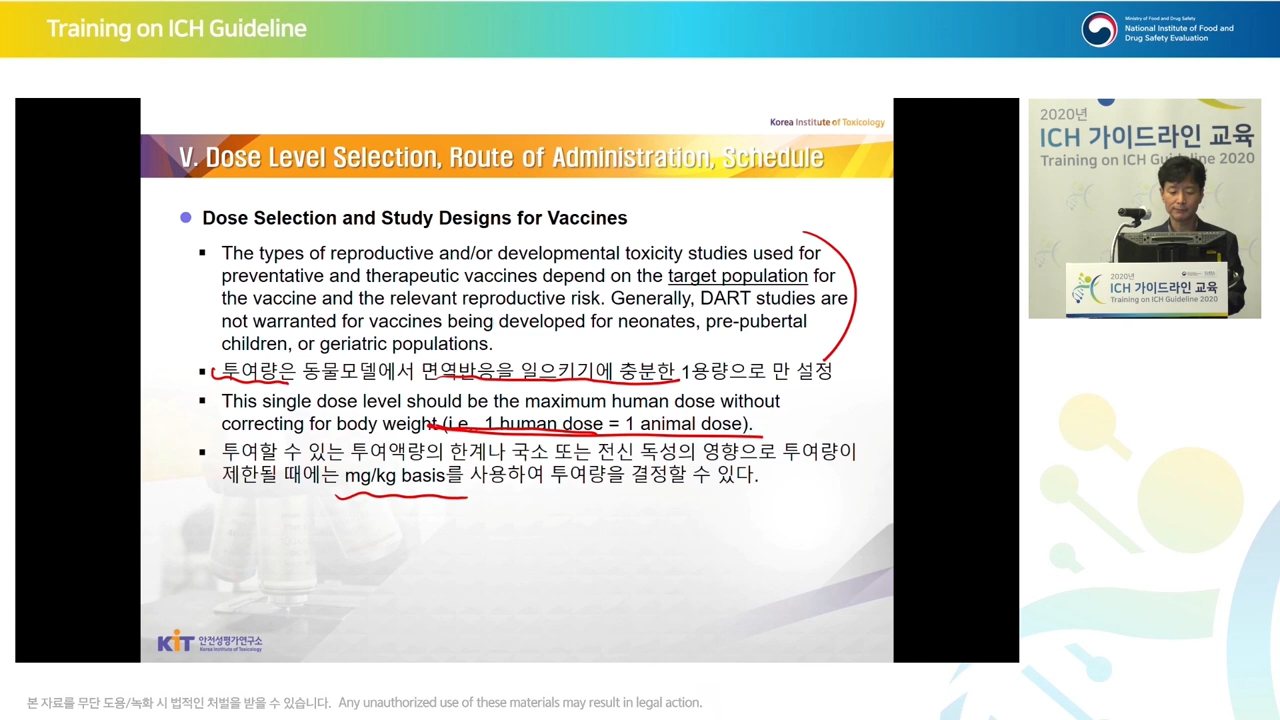 Training on ICH Guideline
Ministry of Food and Drug Safety
National Institute of Food and
Drug Safety Evaluation
Korea Institute of Toxicology
V. Dose Level Selection, Route of Administration, Schedule
Dose Selection and Study Designs for Vaccines
The types of reproductive and/or developmental toxicity studies used for
preventative and therapeutic vaccines depend on the target population for
the vaccine and the relevant reproductive risk. Generally, DART studies are
not warranted for vaccines being developed for neonates, pre-pubertal
children, or geriatric populations.
투여량은 동물모델에서 면역반응을 일으키기에 충분한 1용량으로 만 설정
This single dose level should be the maximum human dose without
correcting for body weight (i.e., 1 human dose = 1 animal dose).
투여할 수 있는 투여액량의 한계나 국소 또는 전신 독성의 영향으로 투여량이
제한될 때에는 mg/kg basis를 사용하여 투여량을 결정할 수 있다.
KIT 안전성평가연구소
Korea Institute of Toxicology
2020년
ICH 가이드라인 교육
Training on ICH Guideline 2020
2020년
ICH 가이드라인 교육
Training on ICH Guideline 2020
본 자료를 무단 도용/녹화 시 법적인 처벌을 받을 수 있습니다. Any unauthorized use of these materials may result in legal action.